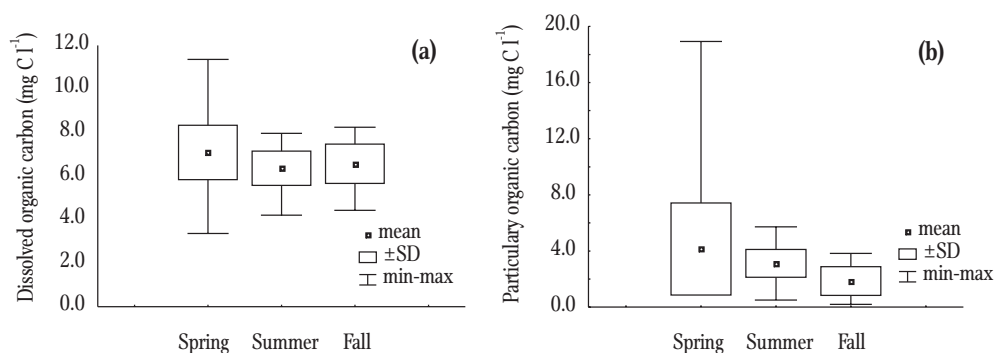 Dissolved organic carbon (mg C l⁻¹)
12.0
10.0
8.0
6.0
4.0
2.0
0.0
(a)
mean
±SD
min-max
Spring Summer Fall
Particulary organic carbon (mg C l⁻¹)
20.0
16.0
12.0
8.0
4.0
0.0
(b)
mean
±SD
min-max
Spring Summer Fall